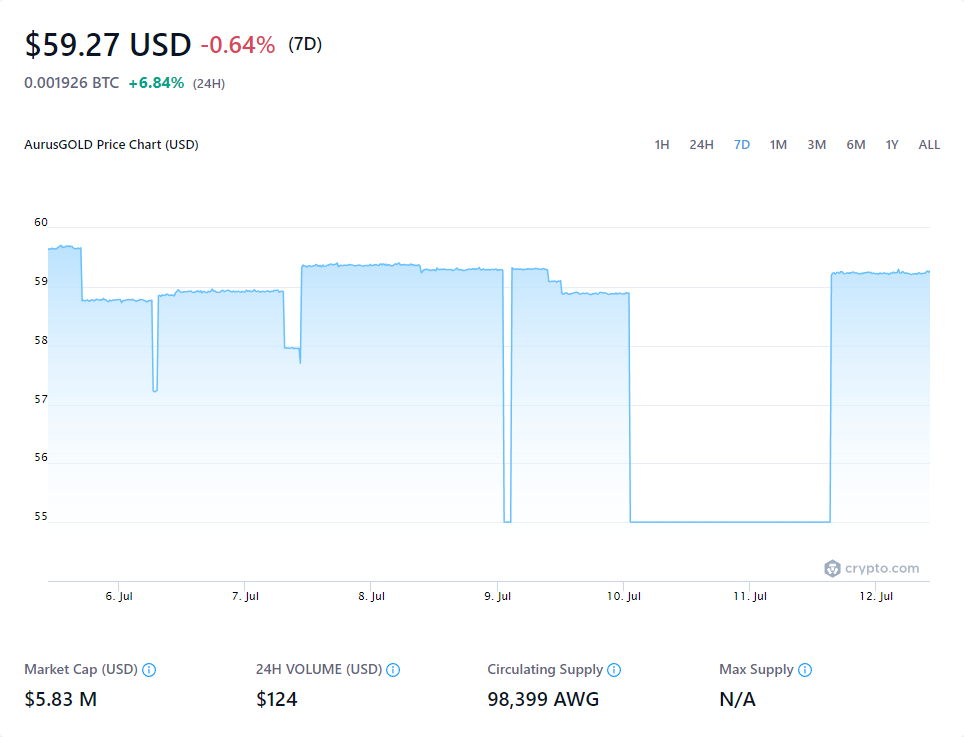 $59.27 USD -0.64% (7D)
0.001926 BTC +6.84% (24H)
AurusGOLD Price Chart (USD) 1H 24H 7D 1M 3M 6M 1Y ALL
60
59
58
57
56
55
crypto.com
6. Jul 7. Jul 8. Jul 9. Jul 10. Jul 11. Jul 12. Jul
Market Cap (USD) 24H VOLUME (USD) Circulating Supply Max Supply
$5.83 M $124 98,399 AWG N/A